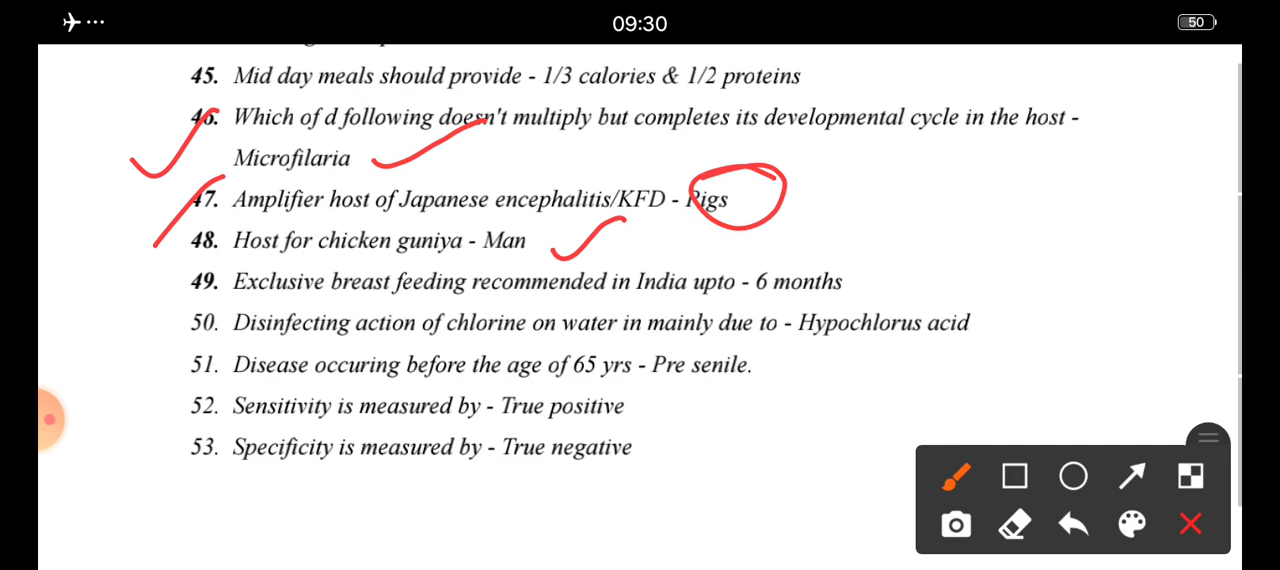 09:30
50
45. Mid day meals should provide - 1/3 calories & 1/2 proteins
46. Which of d following doesn't multiply but completes its developmental cycle in the host -
Microfilaria
47. Amplifier host of Japanese encephalitis/KFD - Pigs
48. Host for chicken guniya - Man
49. Exclusive breast feeding recommended in India upto - 6 months
50. Disinfecting action of chlorine on water in mainly due to - Hypochlorus acid
51. Disease occuring before the age of 65 yrs - Pre senile.
52. Sensitivity is measured by - True positive
53. Specificity is measured by - True negative